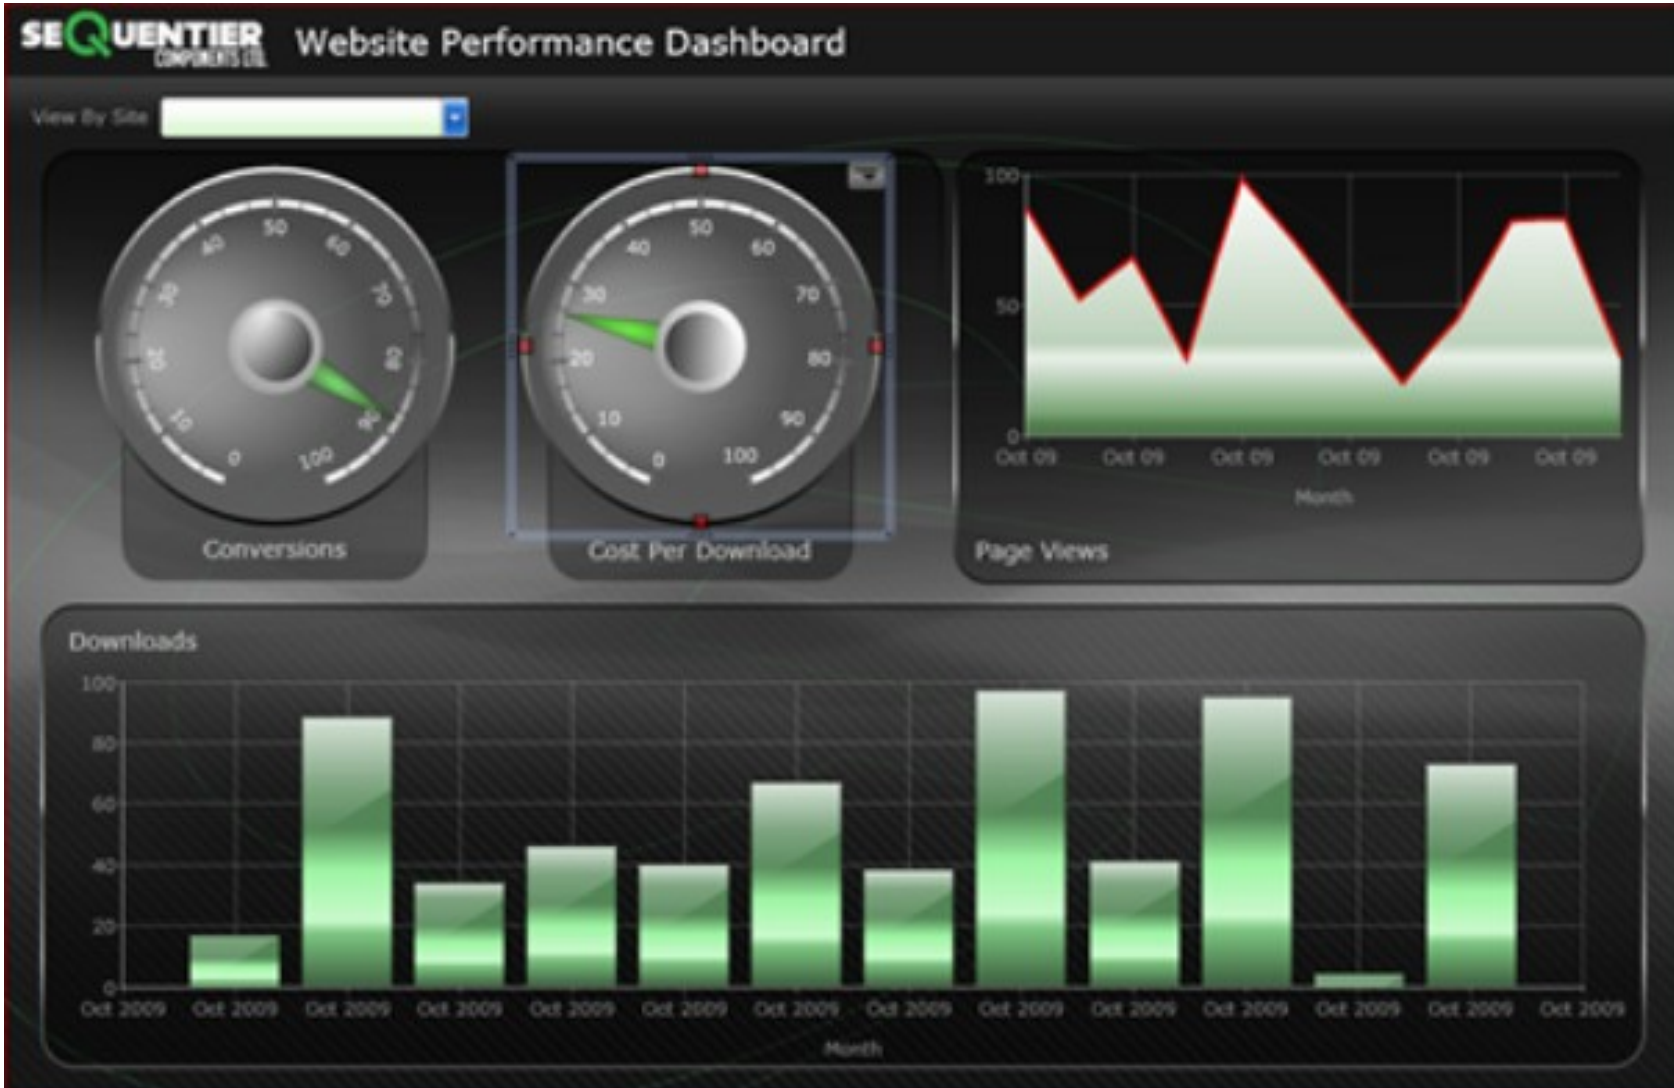 SEQUENTIER
COMPONENTS LTD.
Website Performance Dashboard
View By Site
0 10 20 30 40 50 60 70 80 90 100
Conversions
0 10 20 30 40 50 60 70 80 90 100
Cost Per Download
100
50
0
Oct 09 Oct 09 Oct 09 Oct 09 Oct 09 Oct 09
Month
Page Views
Downloads
100
80
60
40
20
0
Oct 2009 Oct 2009 Oct 2009 Oct 2009 Oct 2009 Oct 2009 Oct 2009 Oct 2009 Oct 2009 Oct 2009 Oct 2009 Oct 2009 Oct 2009 Oct 2009
Month